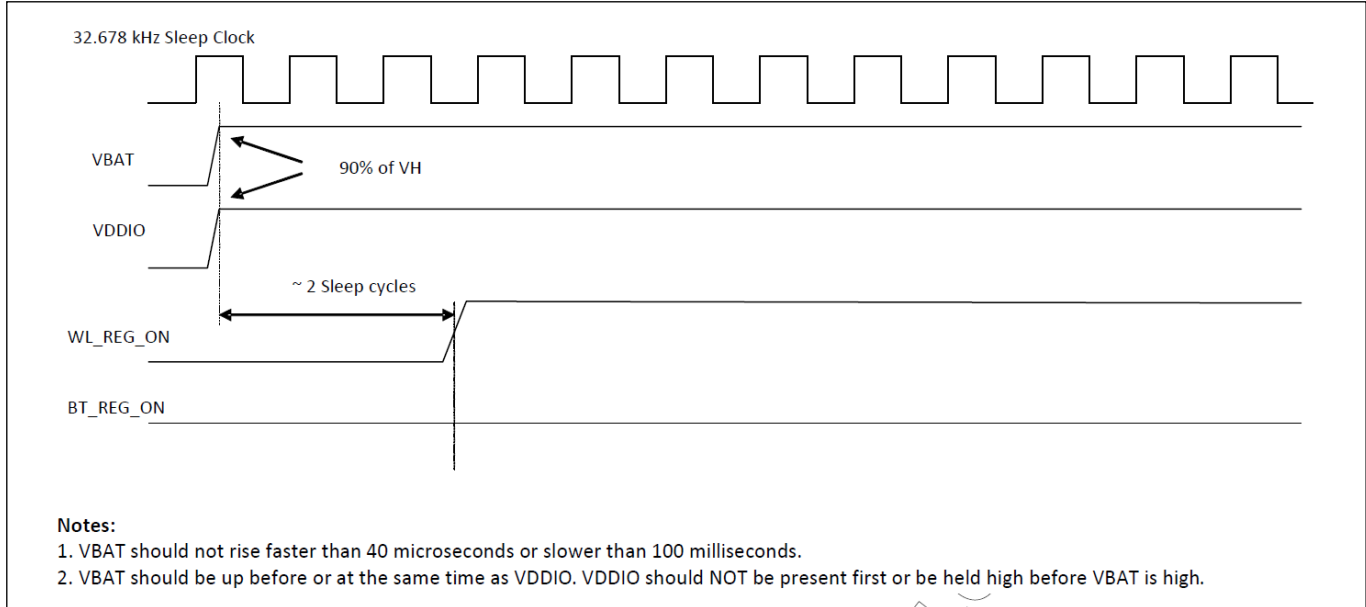 32.678 kHz Sleep Clock
VBAT
90% of VH
VDDIO
~ 2 Sleep cycles
WL_REG_ON
BT_REG_ON
Notes:
1. VBAT should not rise faster than 40 microseconds or slower than 100 milliseconds.
2. VBAT should be up before or at the same time as VDDIO. VDDIO should NOT be present first or be held high before VBAT is high.